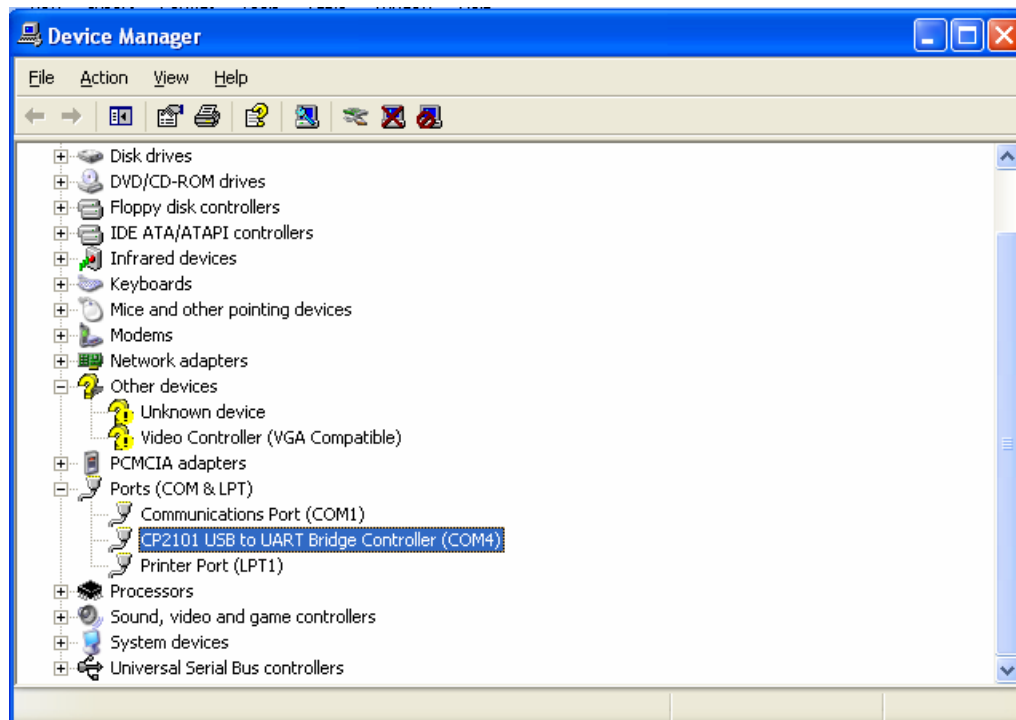 Device Manager
File Action View Help
Disk drives
DVD/CD-ROM drives
Floppy disk controllers
IDE ATA/ATAPI controllers
Infrared devices
Keyboards
Mice and other pointing devices
Modems
Network adapters
Other devices
Unknown device
Video Controller (VGA Compatible)
PCMCIA adapters
Ports (COM & LPT)
Communications Port (COM1)
CP2101 USB to UART Bridge Controller (COM4)
Printer Port (LPT1)
Processors
Sound, video and game controllers
System devices
Universal Serial Bus controllers